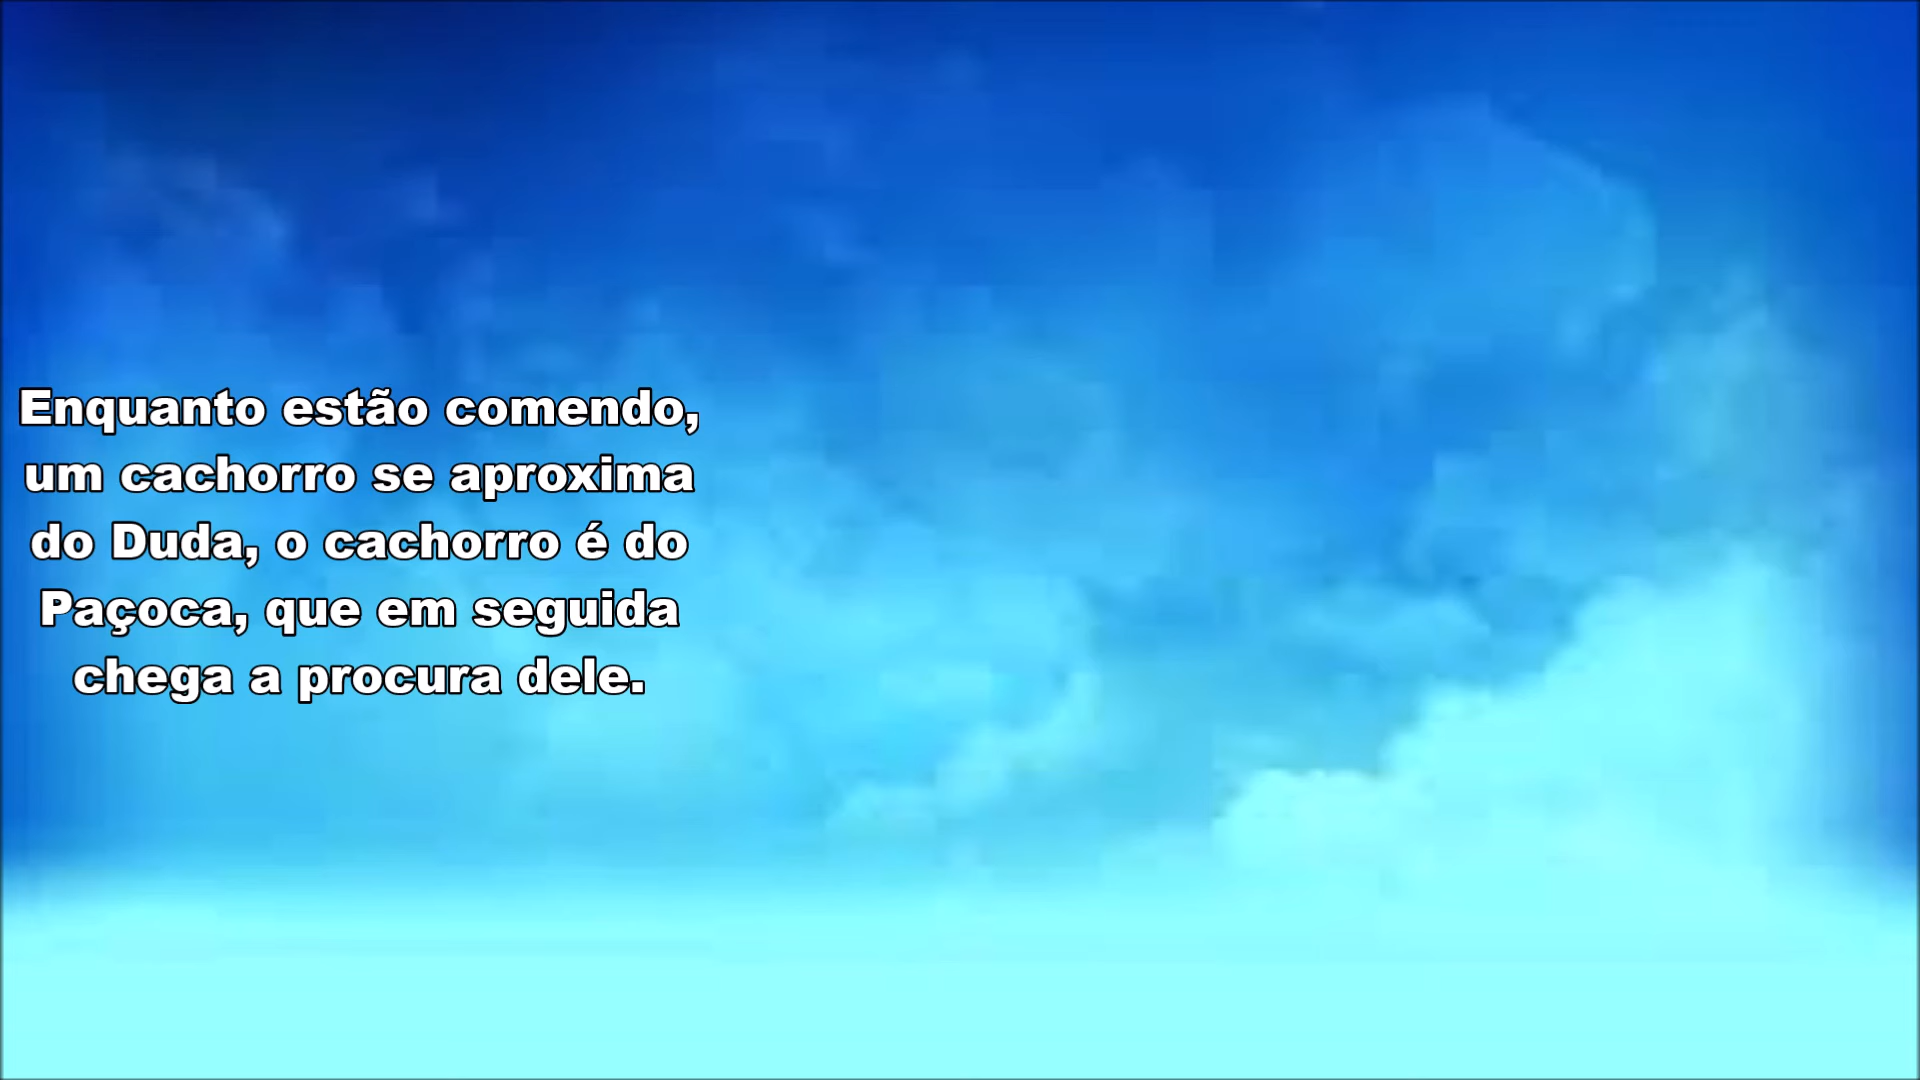 Enquanto estão comendo,
um cachorro se aproxima
do Duda, o cachorro é do
Paçoca, que em seguida
chega a procura dele.